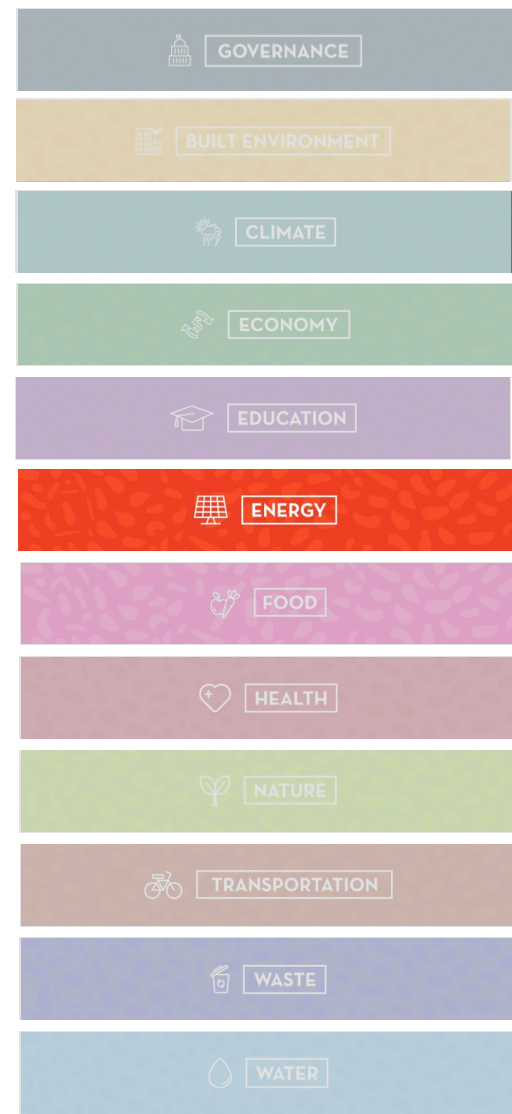 GOVERNANCE
BUILT ENVIRONMENT
CLIMATE
ECONOMY
EDUCATION
ENERGY
FOOD
HEALTH
NATURE
TRANSPORTATION
WASTE
WATER